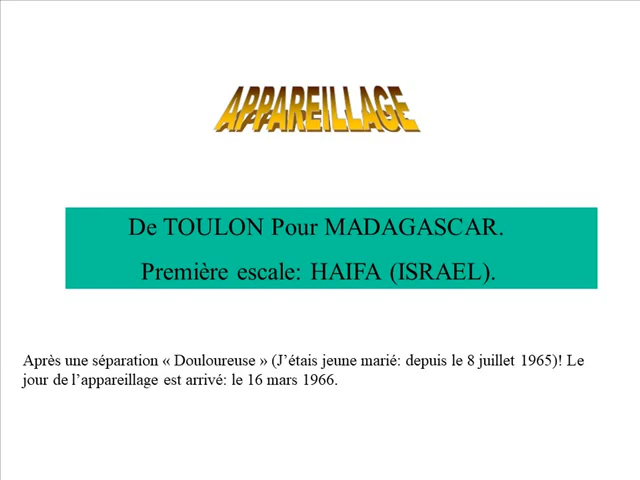 APPAREILLAGE
De TOULON Pour MADAGASCAR.
Première escale: HAIFA (ISRAEL).
Après une séparation « Douloureuse » (J’étais jeune marié: depuis le 8 juillet 1965)! Le
jour de l’appareillage est arrivé: le 16 mars 1966.